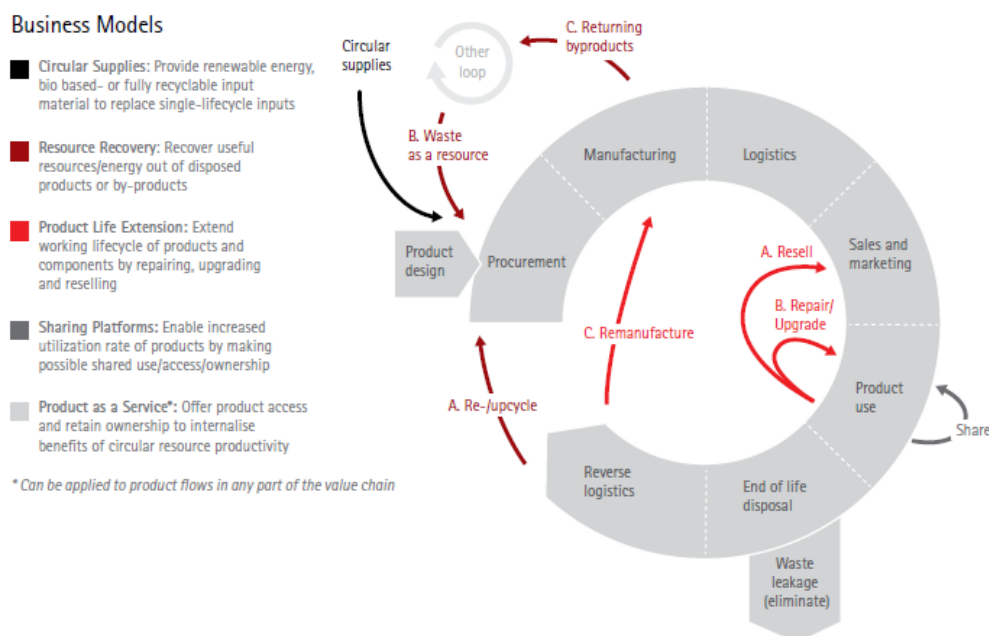 Business Models
Circular Supplies: Provide renewable energy,
bio based- or fully recyclable input
material to replace single-lifecycle inputs
Resource Recovery: Recover useful
resources/energy out of disposed
products or by-products
Product Life Extension: Extend
working lifecycle of products and
components by repairing, upgrading
and reselling
Sharing Platforms: Enable increased
utilization rate of products by making
possible shared use/access/ownership
Product as a Service*: Offer product access
and retain ownership to internalise
benefits of circular resource productivity
* Can be applied to product flows in any part of the value chain
Circular
supplies
Other
loop
C. Returning
byproducts
B. Waste
as a resource
Manufacturing
Logistics
Product
design
Procurement
Sales and
marketing
A. Resell
B. Repair/
Upgrade
C. Remanufacture
A. Re-/upcycle
Product
use
Share
Reverse
logistics
End of life
disposal
Waste
leakage
(eliminate)